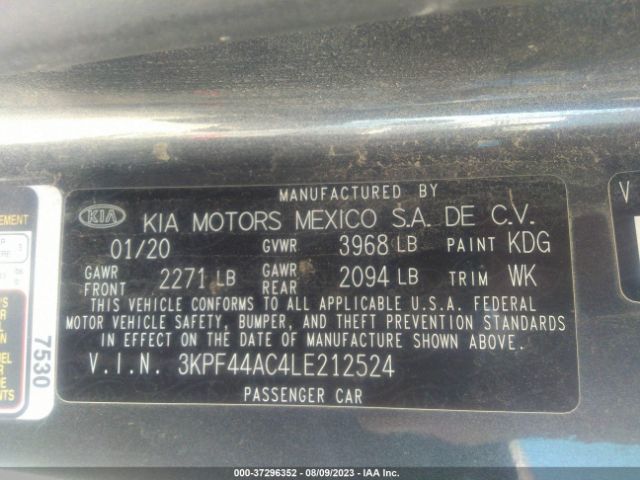 MANUFACTURED BY
KIA KIA MOTORS MEXICO S.A. DE C.V.
01/20 GVWR 3968 LB PAINT KDG
GAWR FRONT 2271 LB GAWR REAR 2094 LB TRIM WK
THIS VEHICLE CONFORMS TO ALL APPLICABLE U.S.A. FEDERAL
MOTOR VEHICLE SAFETY, BUMPER, AND THEFT PREVENTION STANDARDS
IN EFFECT ON THE DATE OF MANUFACTURE SHOWN ABOVE.
V.I.N. 3KPF44AC4LE212524
PASSENGER CAR
7530
000-37296352 / 08/09/2023 - IAA Inc.